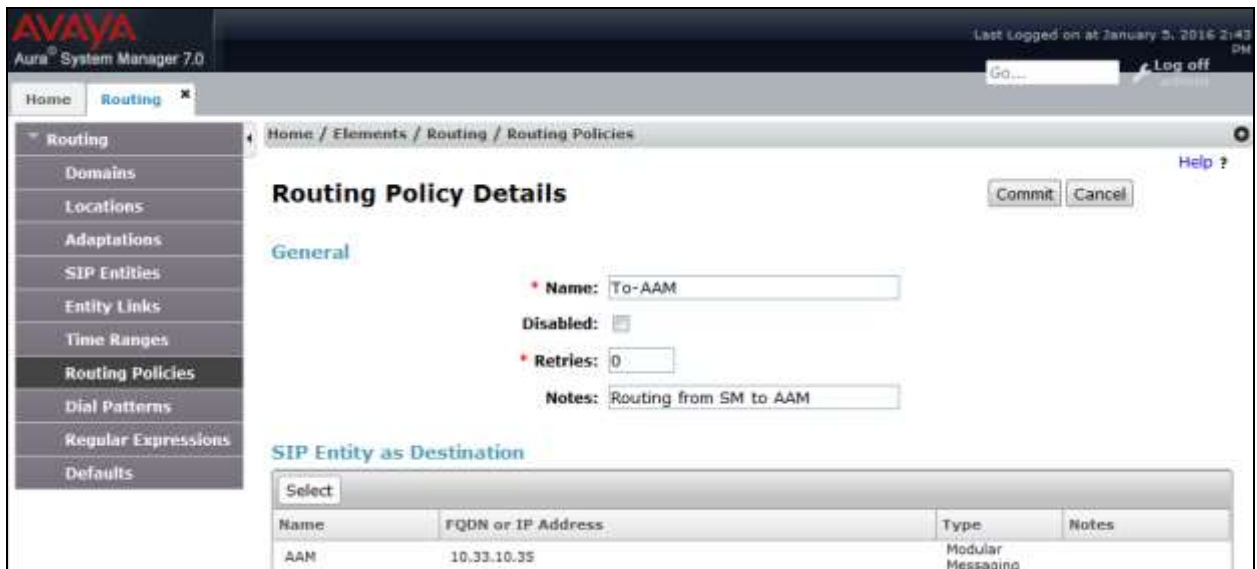 AVAYA
Aura® System Manager 7.0
Last Logged on at January 5, 2016 2:43 PM
Go...
Log off
Home
Routing
Routing
Domains
Locations
Adaptations
SIP Entities
Entity Links
Time Ranges
Routing Policies
Dial Patterns
Regular Expressions
Defaults
Home / Elements / Routing / Routing Policies
Help ?
Routing Policy Details
Commit Cancel
General
* Name: To-AAM
Disabled:
* Retries: 0
Notes: Routing from SM to AAM
SIP Entity as Destination
Select
Name FQDN or IP Address Type Notes
AAM 10.33.10.35 Modular Messaging